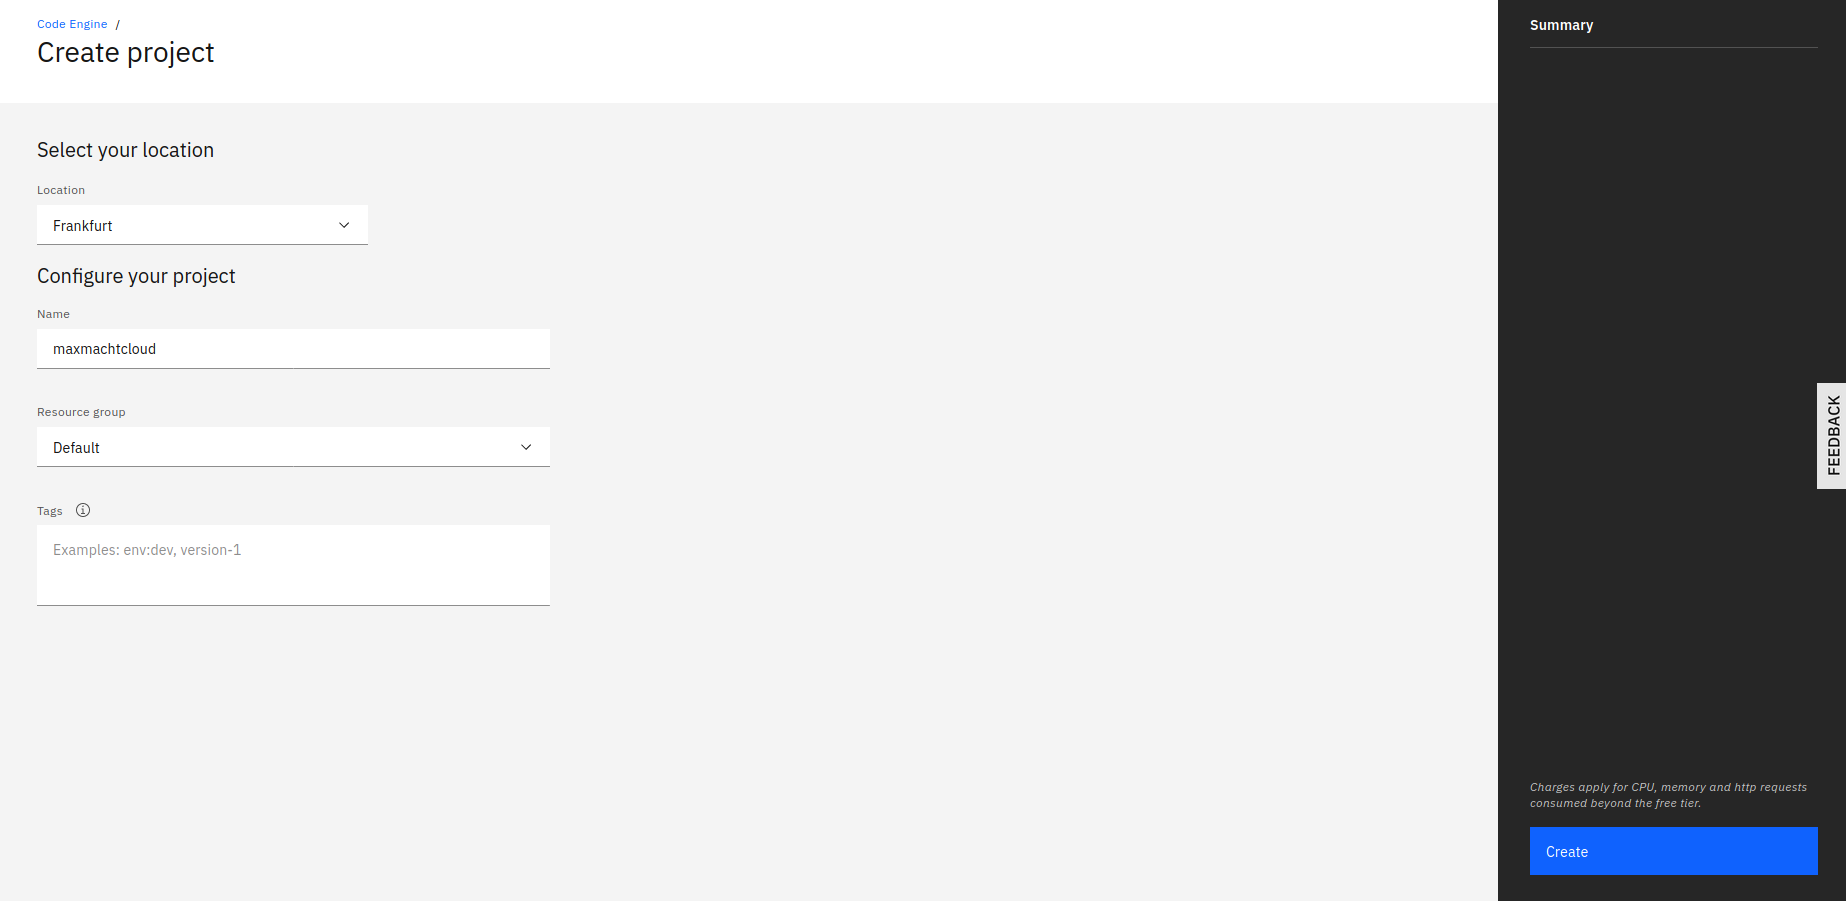 Code Engine /
Create project
Select your location
Location
Frankfurt
Configure your project
Name
maxmachtcloud
Resource group
Default
Tags
Examples: env:dev, version-1
Summary
FEEDBACK
Charges apply for CPU, memory and http requests
consumed beyond the free tier.
Create